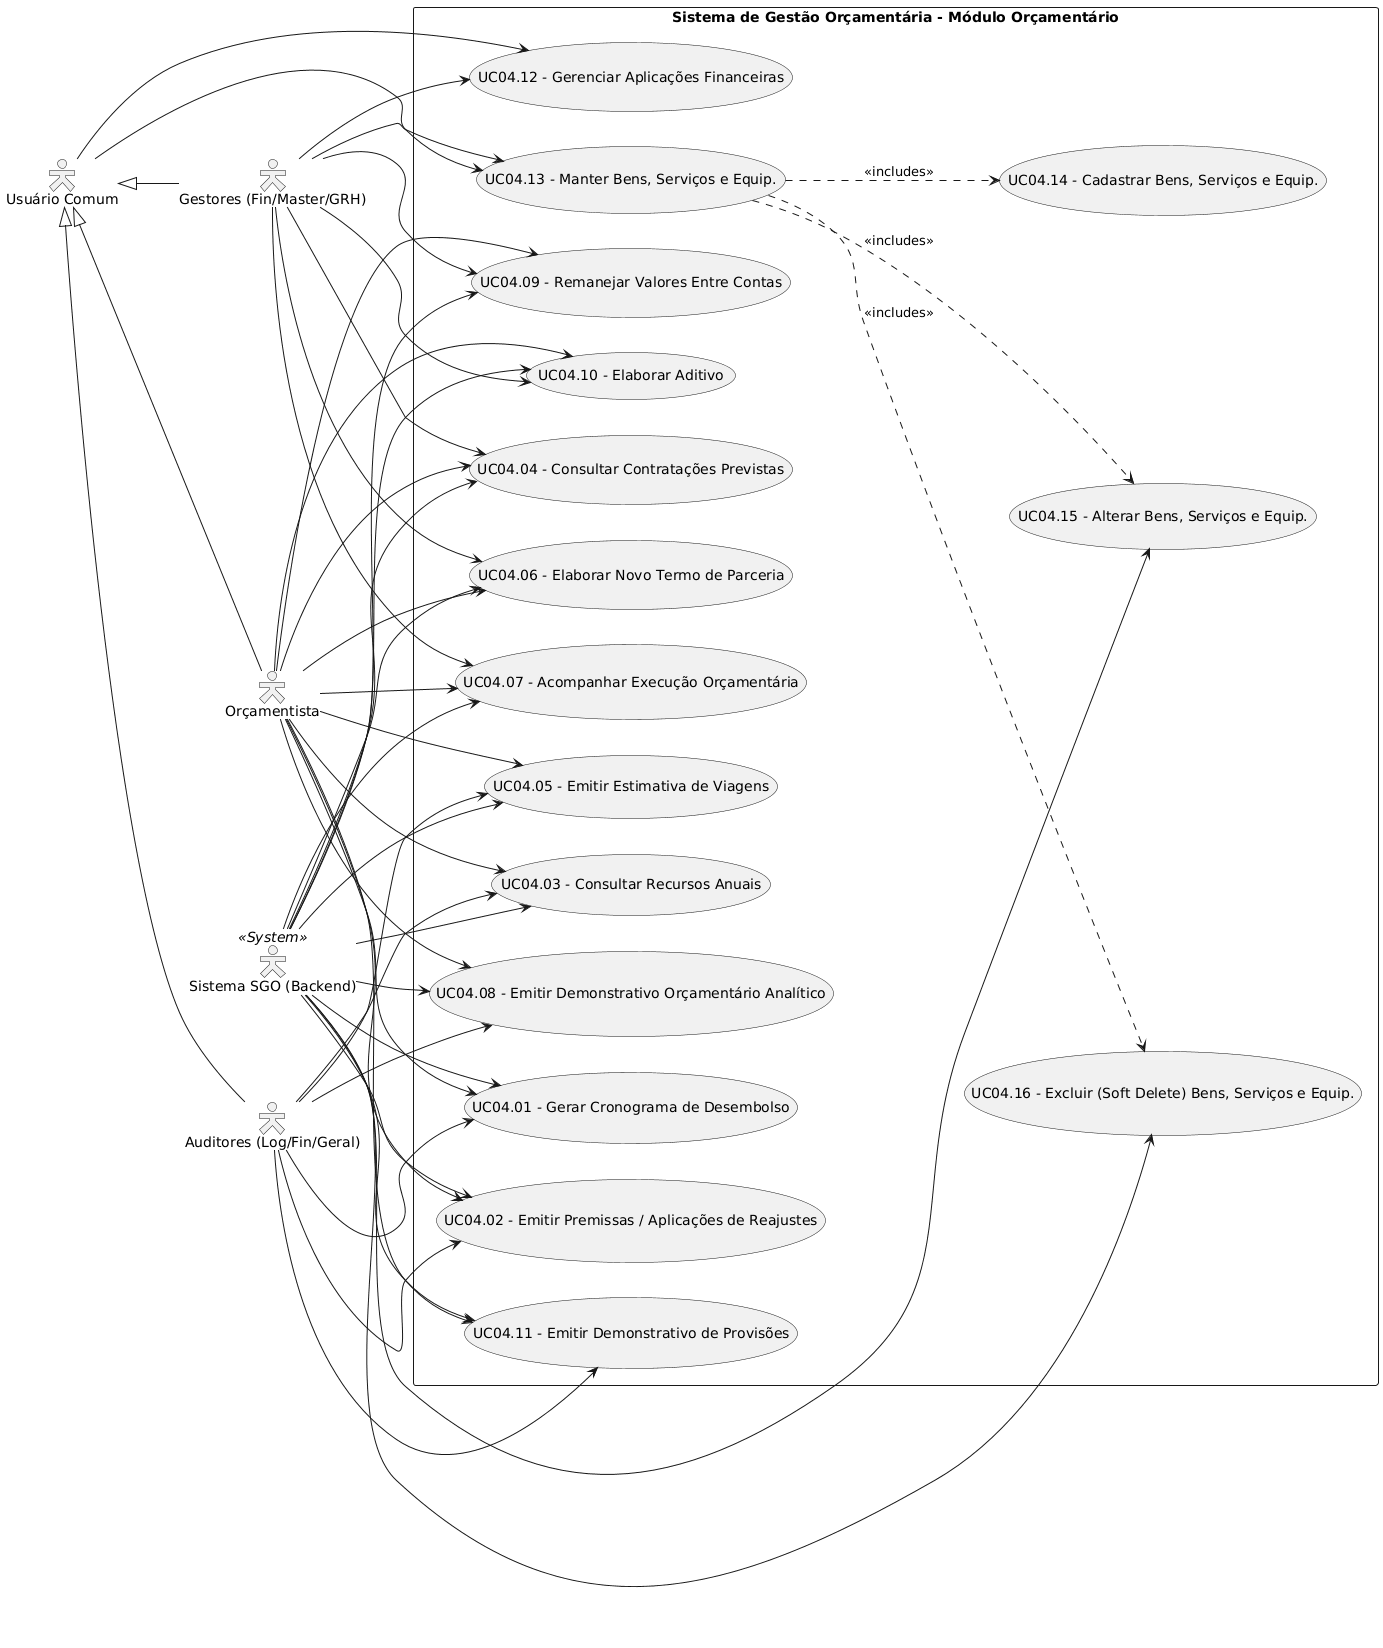 Sistema de Gestão Orçamentária - Módulo Orçamentário
UC04.12 - Gerenciar Aplicações Financeiras
Usuário Comum
Gestores (Fin/Master/GRH)
UC04.13 - Manter Bens, Serviços e Equip.
«includes»
UC04.14 - Cadastrar Bens, Serviços e Equip.
«includes»
UC04.09 - Remanejar Valores Entre Contas
«includes»
UC04.10 - Elaborar Aditivo
UC04.04 - Consultar Contratações Previstas
UC04.15 - Alterar Bens, Serviços e Equip.
UC04.06 - Elaborar Novo Termo de Parceria
UC04.07 - Acompanhar Execução Orçamentária
Orçamentista
UC04.05 - Emitir Estimativa de Viagens
UC04.03 - Consultar Recursos Anuais
«System»
Sistema SGO (Backend)
UC04.08 - Emitir Demonstrativo Orçamentário Analítico
UC04.16 - Excluir (Soft Delete) Bens, Serviços e Equip.
UC04.01 - Gerar Cronograma de Desembolso
Auditores (Log/Fin/Geral)
UC04.02 - Emitir Premissas / Aplicações de Reajustes
UC04.11 - Emitir Demonstrativo de Provisões